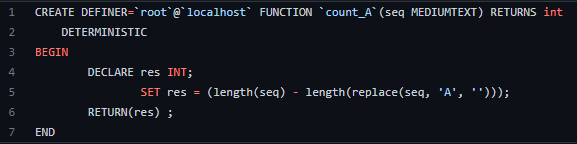 1 CREATE DEFINER=`root`@`localhost` FUNCTION `count_A`(seq MEDIUMTEXT) RETURNS int
2     DETERMINISTIC
3 BEGIN
4         DECLARE res INT;
5                 SET res = (length(seq) - length(replace(seq, 'A', '')));
6         RETURN(res) ;
7 END